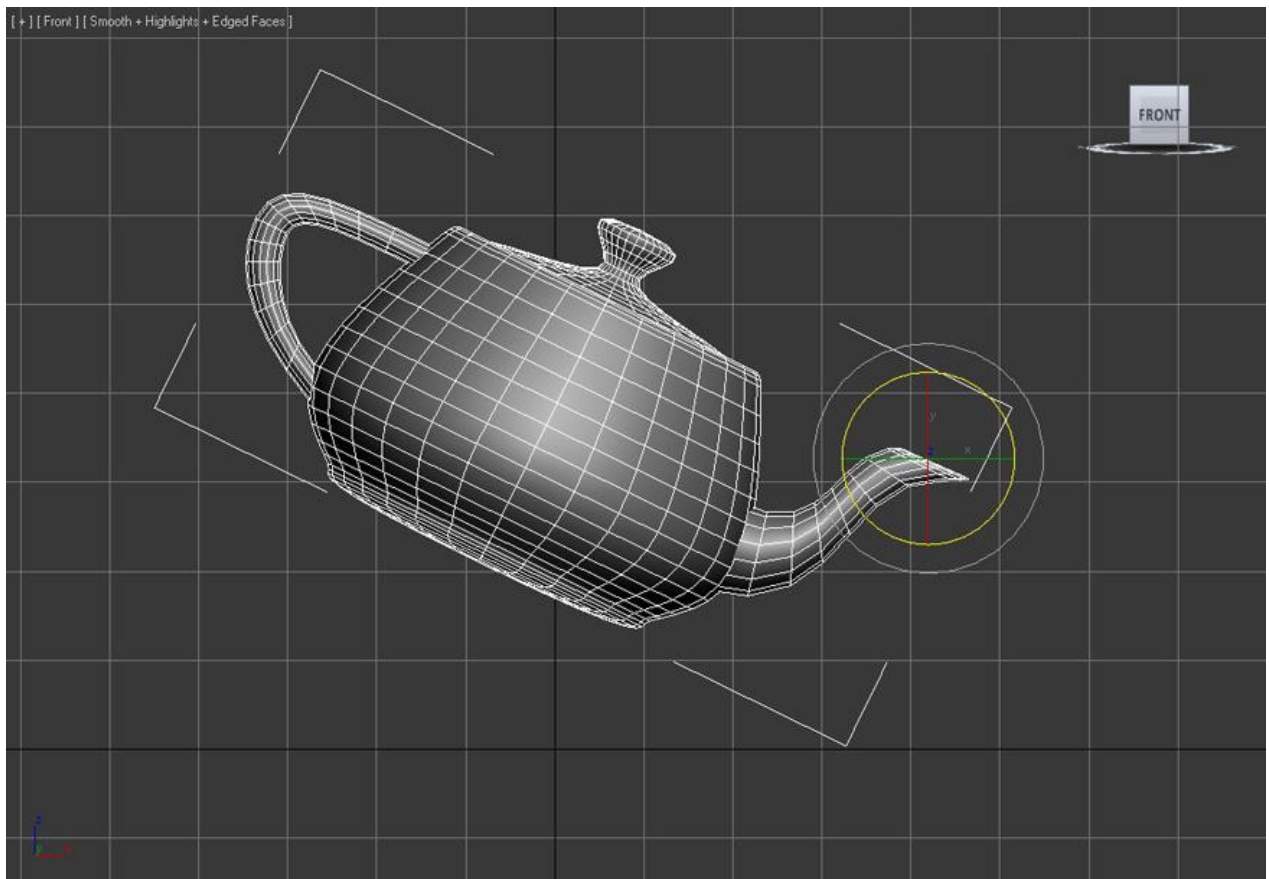 [ + ] [ Front ] [ Smooth + Highlights + Edged Faces ]
FRONT
y
x
z
z